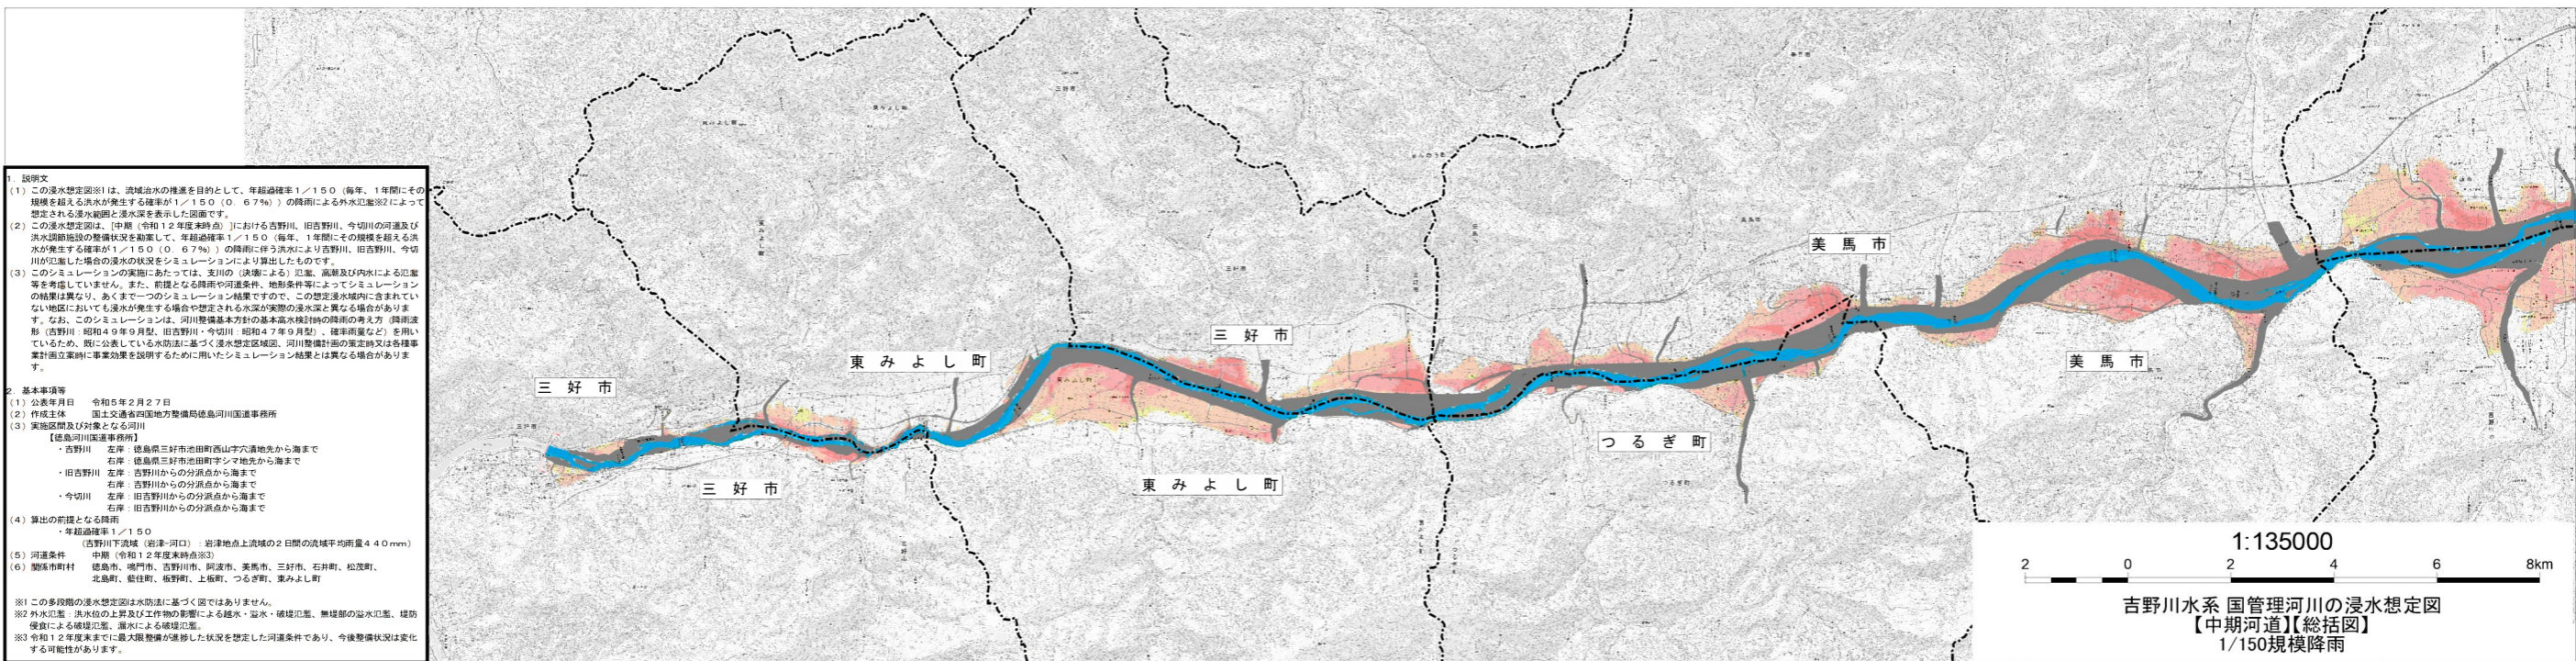 1. 説明文
(1) この浸水想定図※1は、流域治水の推進を目的として、年超過確率1/150(毎年、1年間にその
規模を超える洪水が発生する確率が1/150(0.67%))の降雨による外水氾濫※2によって
想定される浸水範囲と浸水深を表示した図面です。
(2) この浸水想定図は、[中期(令和12年度末時点)]における吉野川、旧吉野川、今切川の河道及び
洪水調節施設の整備状況を勘案して、年超過確率1/150(毎年、1年間にその規模を超える洪
水が発生する確率が1/150(0.67%))の降雨に伴う洪水により吉野川、旧吉野川、今切
川が氾濫した場合の浸水の状況をシミュレーションにより算出したものです。
(3) このシミュレーションの実施にあたっては、支川の(決壊による)氾濫、高潮及び内水による氾濫
等を考慮していません。また、前提となる降雨や河道条件、地形条件等によってシミュレーション
の結果は異なり、あくまで一つのシミュレーション結果ですので、この想定浸水域内に含まれてい
ない地区においても浸水が発生する場合や想定される水深が実際の浸水深と異なる場合がありま
す。なお、このシミュレーションは、河川整備基本方針の基本高水検討時の降雨の考え方(降雨波
形(吉野川:昭和49年9月型、旧吉野川・今切川:昭和47年9月型)、確率雨量など)を用い
ているため、既に公表している水防法に基づく浸水想定区域図、河川整備計画の策定時又は各種事
業計画立案時に事業効果を説明するために用いたシミュレーション結果とは異なる場合がありま
す。
2. 基本事項等
(1) 公表年月日 令和5年2月27日
(2) 作成主体 国土交通省四国地方整備局徳島河川国道事務所
(3) 実施区間及び対象となる河川
【徳島河川国道事務所】
・吉野川 左岸:徳島県三好市池田町西山字穴漬地先から海まで
右岸:徳島県三好市池田町字シマ地先から海まで
・旧吉野川 左岸:吉野川からの分派点から海まで
右岸:吉野川からの分派点から海まで
・今切川 左岸:旧吉野川からの分派点から海まで
右岸:旧吉野川からの分派点から海まで
(4) 算出の前提となる降雨
・年超過確率1/150
(吉野川下流域(岩津-河口):岩津地点上流域の2日間の流域平均雨量440mm)
(5) 河道条件 中期(令和12年度末時点※3)
(6) 関係市町村 徳島市、鳴門市、吉野川市、阿波市、美馬市、三好市、石井町、松茂町、
北島町、藍住町、板野町、上板町、つるぎ町、東みよし町
※1 この多段階の浸水想定図は水防法に基づく図ではありません。
※2 外水氾濫:洪水位の上昇及び工作物の影響による越水・溢水・破堤氾濫、無堤部の溢水氾濫、堤防
侵食による破堤氾濫、漏水による破堤氾濫。
※3 令和12年度末までに最大限整備が進捗した状況を想定した河道条件であり、今後整備状況は変化
する可能性があります。
三好市
東みよし町
三好市
美馬市
三好市
東みよし町
つるぎ町
美馬市
1:135000
2 0 2 4 6 8km
吉野川水系 国管理河川の浸水想定図
【中期河道】【総括図】
1/150規模降雨